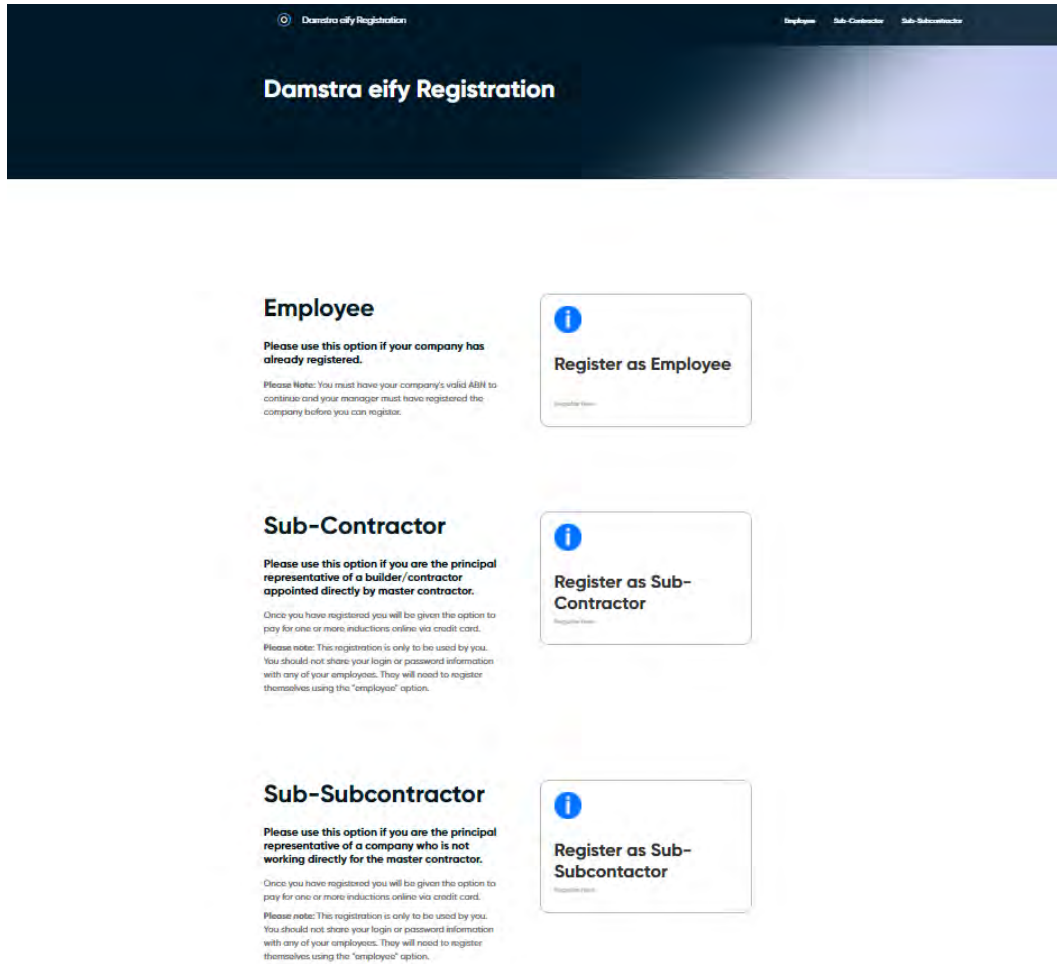 Damstra eify Registration
Employee Sub-Contractor Sub-Subcontractor
Damstra eify Registration
Employee
Please use this option if your company has
already registered.
Please Note: You must have your company's valid ABN to
continue and your manager must have registered the
company before you can register.
Register as Employee
Register Now
Sub-Contractor
Please use this option if you are the principal
representative of a builder/contractor
appointed directly by master contractor.
Once you have registered you will be given the option to
pay for one or more inductions online via credit card.
Please note: This registration is only to be used by you.
You should not share your login or password information
with any of your employees. They will need to register
themselves using the "employee" option.
Register as Sub-
Contractor
Register Now
Sub-Subcontractor
Please use this option if you are the principal
representative of a company who is not
working directly for the master contractor.
Once you have registered you will be given the option to
pay for one or more inductions online via credit card.
Please note: This registration is only to be used by you.
You should not share your login or password information
with any of your employees. They will need to register
themselves using the "employee" option.
Register as Sub-
Subcontactor
Register Now